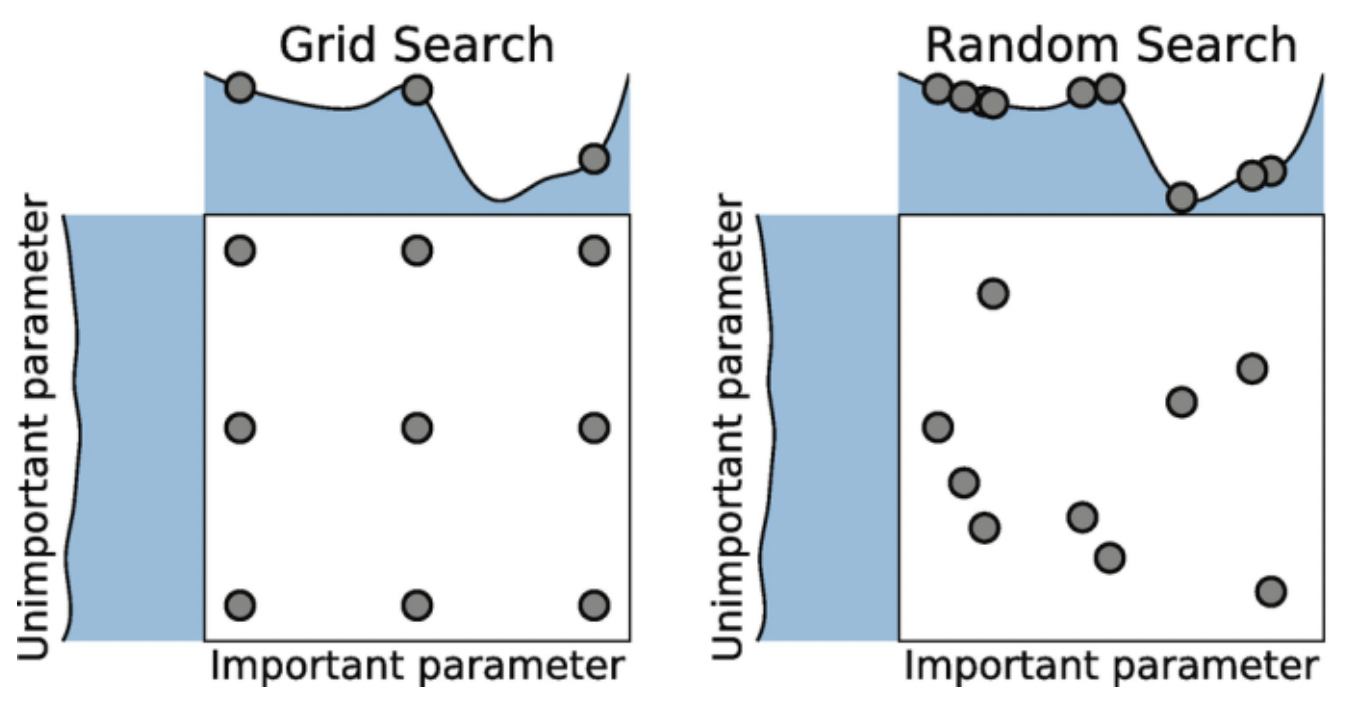 Grid Search
Unimportant parameter
Important parameter
Random Search
Unimportant parameter
Important parameter